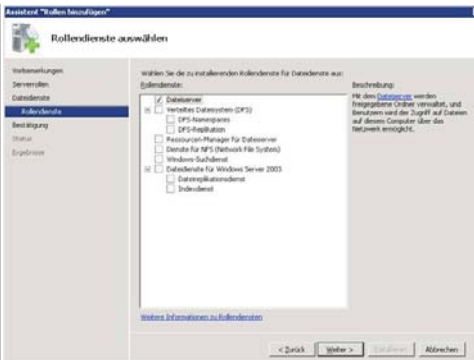 Assistent "Rollen hinzufügen"
Rollendienste auswählen
Vorbemerkungen
Serverrollen
Dateidienste
Rollendienste
Bestätigung
Status
Ergebnisse
Wählen Sie die zu installierenden Rollendienste für Dateidienste aus:
Rollendienste:
Dateiserver
Verteiltes Dateisystem (DFS)
DFS-Namespaces
DFS-Replikation
Ressourcen-Manager für Dateiserver
Dienste für NFS (Network File System)
Windows-Suchdienst
Dateidienste für Windows Server 2003
Dateireplikationsdienst
Indexdienst
Weitere Informationen zu Rollendiensten
Beschreibung:
Mit dem Dateiserver werden
freigegebene Ordner verwaltet, und
Benutzern wird der Zugriff auf Dateien
auf diesem Computer über das
Netzwerk ermöglicht.
< Zurück
Weiter >
Installieren
Abbrechen